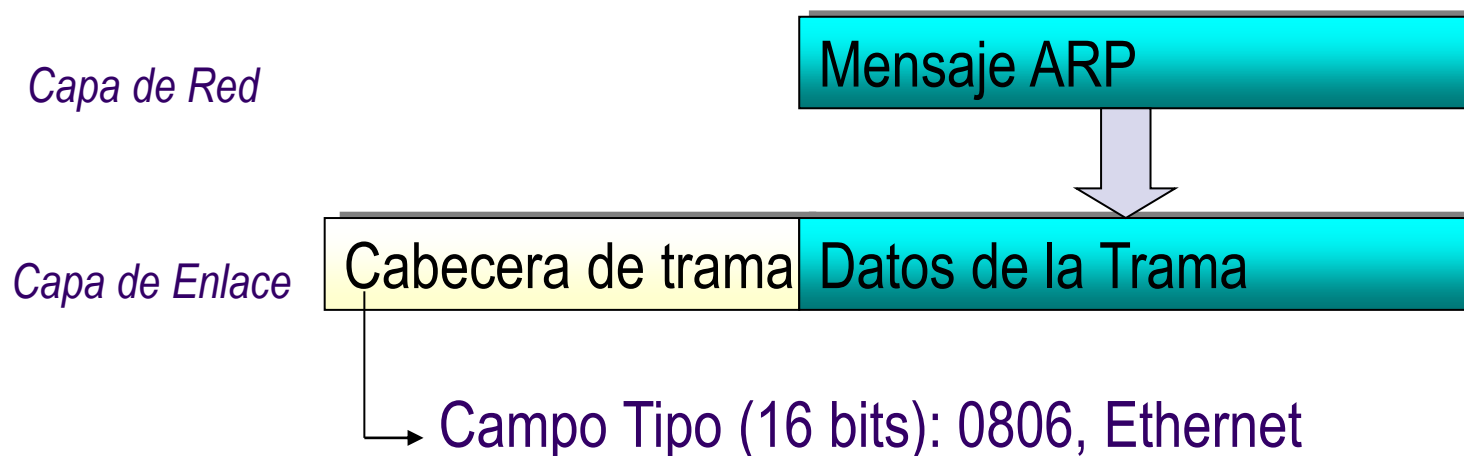 Mensaje ARP
Capa de Red
Cabecera de trama
Datos de la Trama
Capa de Enlace
Campo Tipo (16 bits): 0806, Ethernet